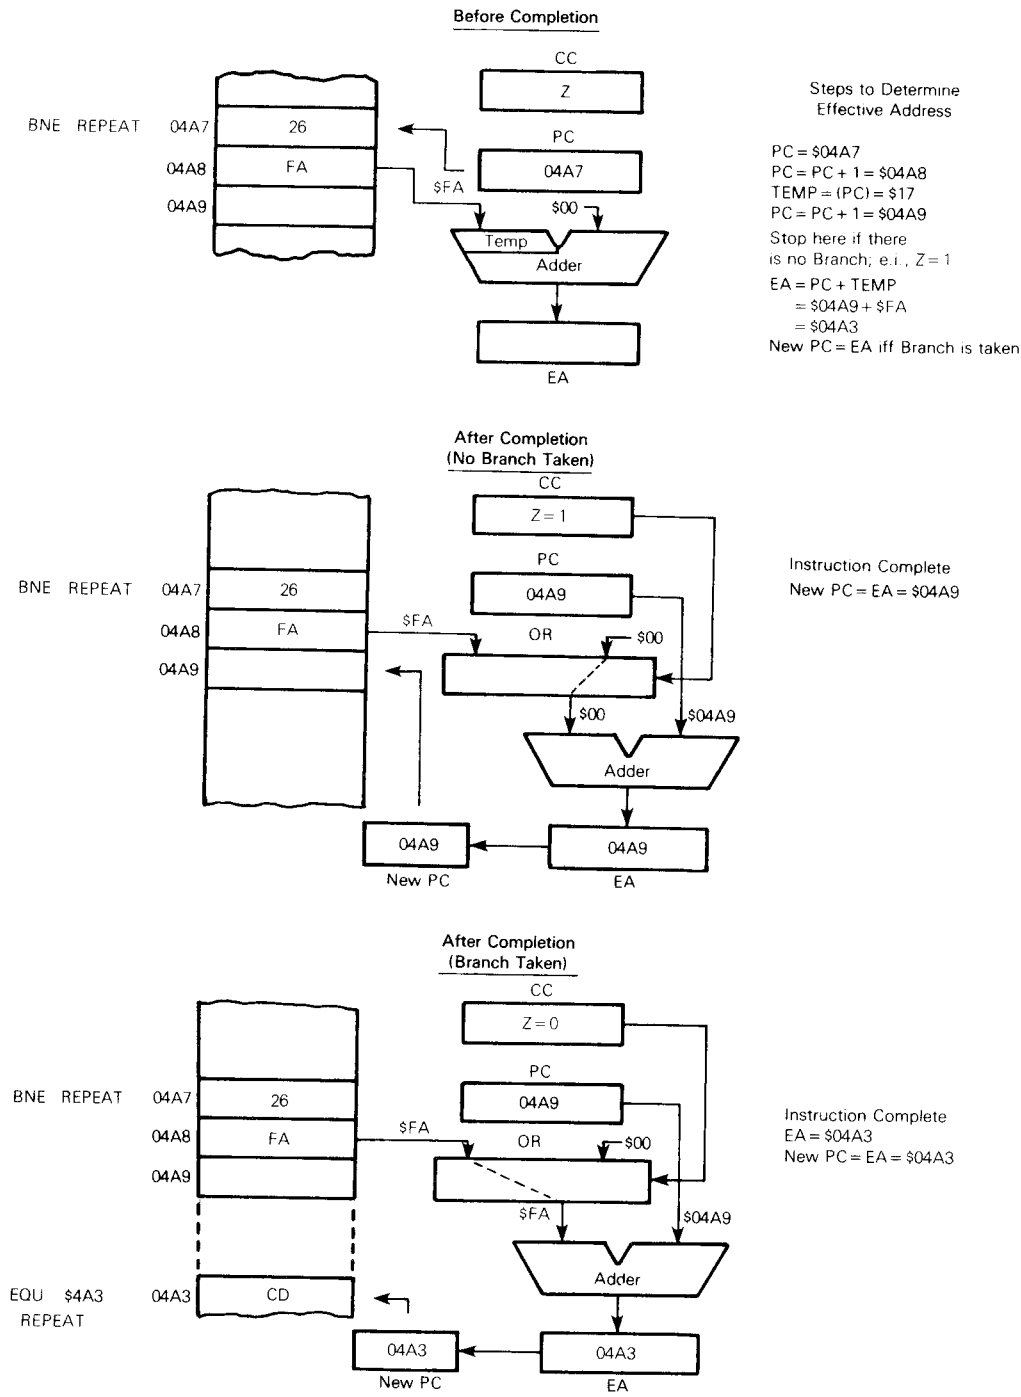 Before Completion
CC
Z
PC
04A7
BNE REPEAT 04A7 26
04A8 FA
04A9
$FA
$00
Temp
Adder
EA
Steps to Determine
Effective Address
PC = $04A7
PC = PC + 1 = $04A8
TEMP = (PC) = $17
PC = PC + 1 = $04A9
Stop here if there
is no Branch; e.i., Z = 1
EA = PC + TEMP
= $04A9 + $FA
= $04A3
New PC = EA iff Branch is taken
After Completion
(No Branch Taken)
CC
Z = 1
PC
04A9
BNE REPEAT 04A7 26
04A8 FA
04A9
$FA
OR
$00
$00
$04A9
Adder
04A9
New PC
04A9
EA
Instruction Complete
New PC = EA = $04A9
After Completion
(Branch Taken)
CC
Z = 0
PC
04A9
BNE REPEAT 04A7 26
04A8 FA
04A9
$FA
OR
$00
$FA
$04A9
Adder
EQU $4A3 04A3 CD
REPEAT
04A3
New PC
04A3
EA
Instruction Complete
EA = $04A3
New PC = EA = $04A3